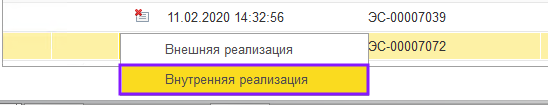 11.02.2020 14:32:56 ЭС-00007039
Внешняя реализация ЭС-00007072
Внутренняя реализация